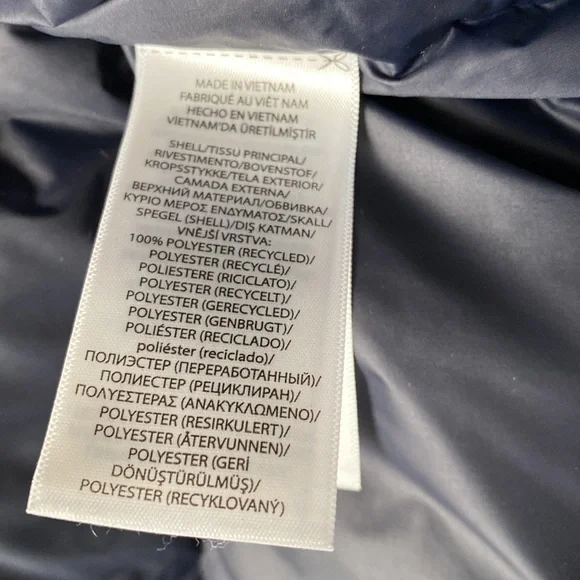 MADE IN VIETNAM
FABRIQUÉ AU VIÊT NAM
HECHO EN VIETNAM
VİETNAM'DA ÜRETİLMİŞTİR
SHELL/TISSU PRINCIPAL/
RIVESTIMENTO/BOVENSTOF/
KROPSSTYKKE/TELA EXTERIOR/
CAMADA EXTERNA/
ВЕРХНИЙ МАТЕРИАЛ/ОБВИВКА/
ΚΥΡΙΟ ΜΕΡΟΣ ΕΝΔΥΜΑΤΟΣ/SKALL/
SPEGEL (SHELL)/DIŞ KATMAN/
VNĚJŠÍ VRSTVA:
100% POLYESTER (RECYCLED)/
POLYESTER (RECYCLÉ)/
POLIESTERE (RICICLATO)/
POLYESTER (RECYCELT)/
POLYESTER (GERECYCLED)/
POLYESTER (GENBRUGT)/
POLIÉSTER (RECICLADO)/
poliéster (reciclado)/
ПОЛИЭСТЕР (ПЕРЕРАБОТАННЫЙ)/
ПОЛИЕСТЕР (РЕЦИКЛИРАН)/
ΠΟΛΥΕΣΤΕΡΑΣ (ΑΝΑΚΥΚΛΩΜΕΝΟ)/
POLYESTER (RESIRKULERT)/
POLYESTER (ÅTERVUNNEN)/
POLYESTER (GERİ
DÖNÜŞTÜRÜLMÜŞ)/
POLYESTER (RECYKLOVANÝ)